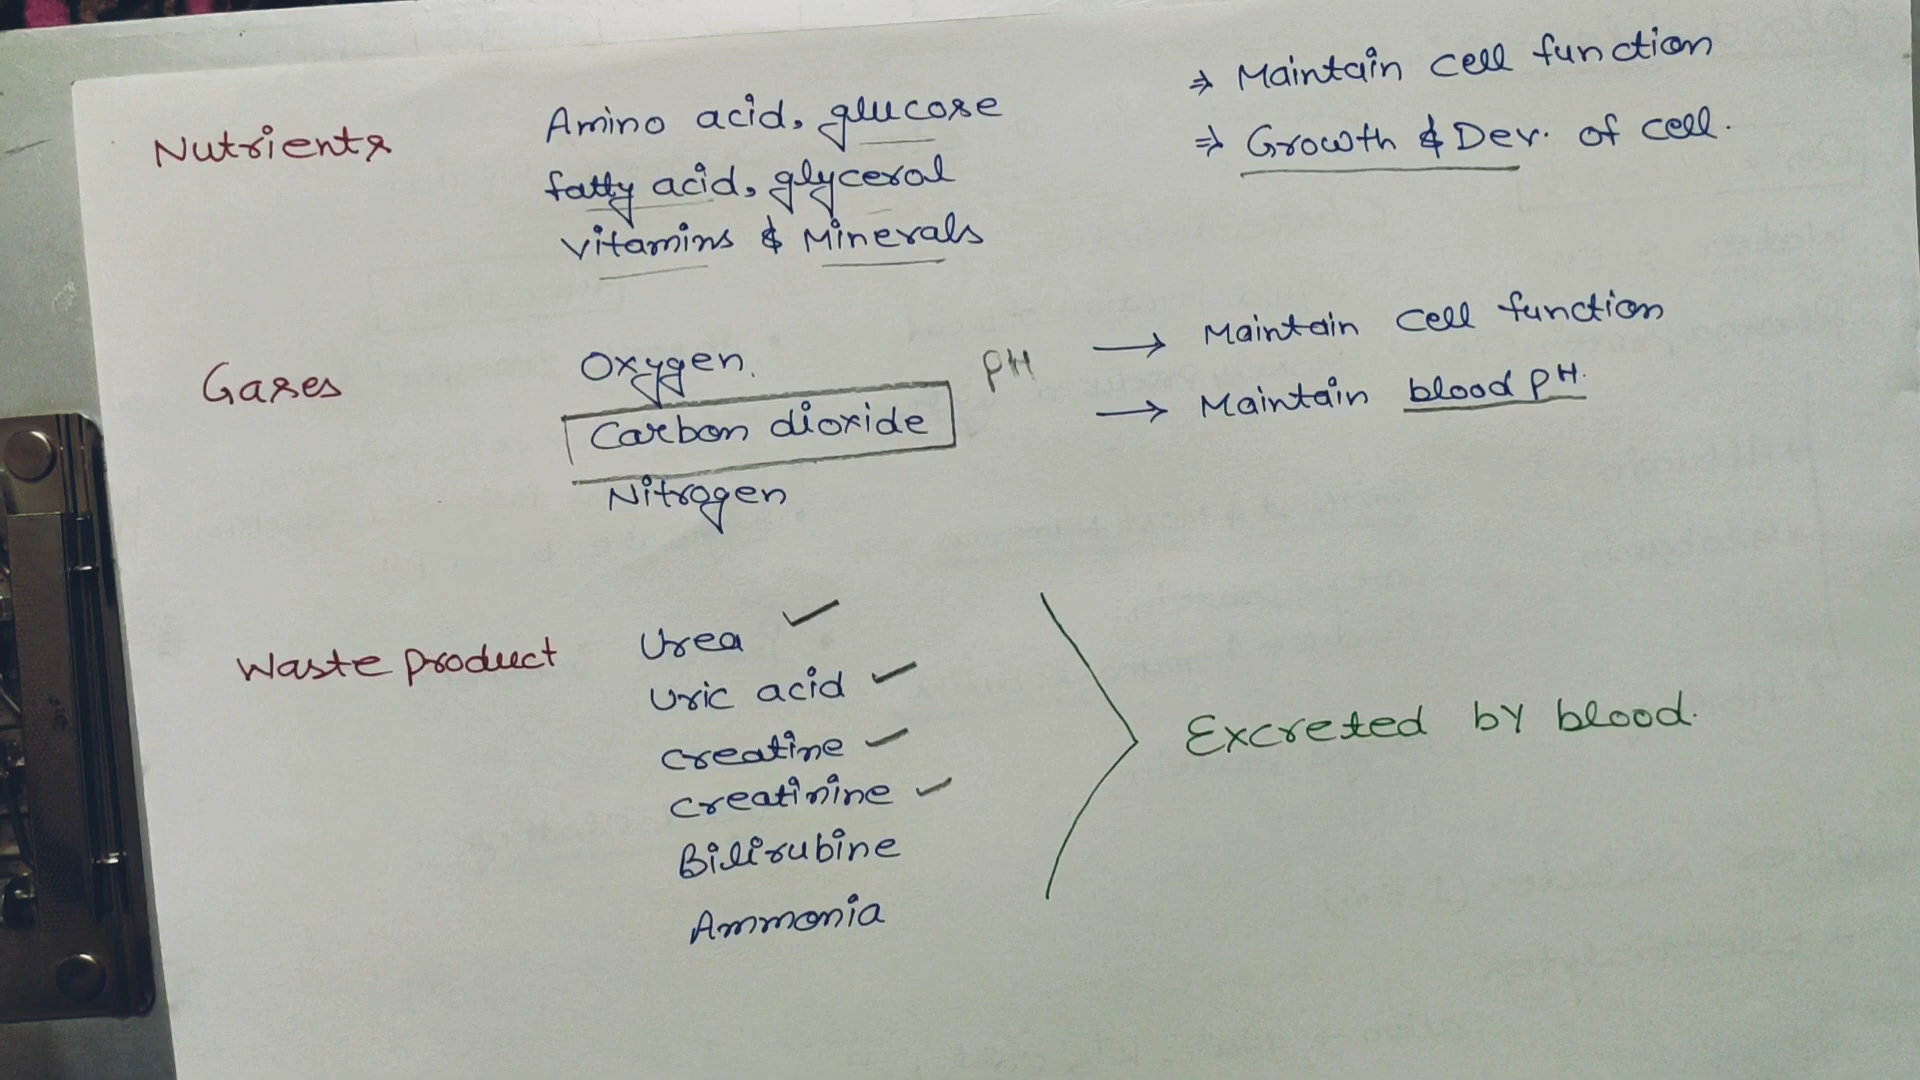 Nutrients
Amino acid, glucose
fatty acid, glycerol
vitamins & Minerals
⇒ Maintain cell function
⇒ Growth & Dev. of cell.
Gases
Oxygen.
Carbon dioxide
Nitrogen
PH
→ Maintain cell function
→ Maintain blood PH.
Waste product
Urea ✓
Uric acid ✓
creatine ✓
creatinine ✓
Bilirubine
Ammonia
Excreted by blood.